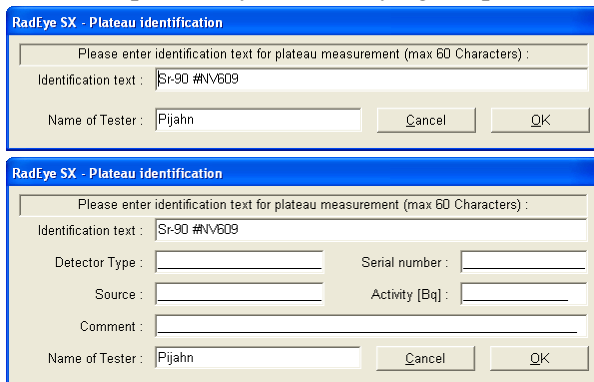 RadEye SX - Plateau identification
Please enter identification text for plateau measurement (max 60 Characters) :
Identification text : Sr-90 #NV609
Name of Tester : Pijahn Cancel OK
RadEye SX - Plateau identification
Please enter identification text for plateau measurement (max 60 Characters) :
Identification text : Sr-90 #NV609
Detector Type : Serial number :
Source : Activity [Bq] :
Comment :
Name of Tester : Pijahn Cancel OK